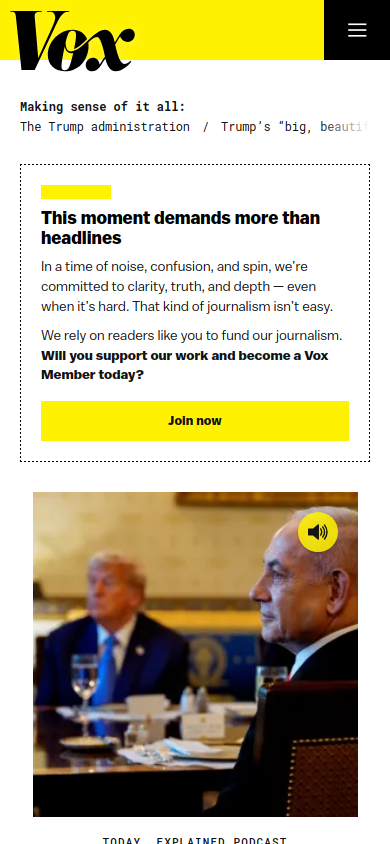 Vox
Making sense of it all:
The Trump administration / Trump’s “big, beautif
This moment demands more than
headlines
In a time of noise, confusion, and spin, we’re
committed to clarity, truth, and depth — even
when it’s hard. That kind of journalism isn’t easy.
We rely on readers like you to fund our journalism.
Will you support our work and become a Vox
Member today?
Join now
TODAY, EXPLAINED PODCAST